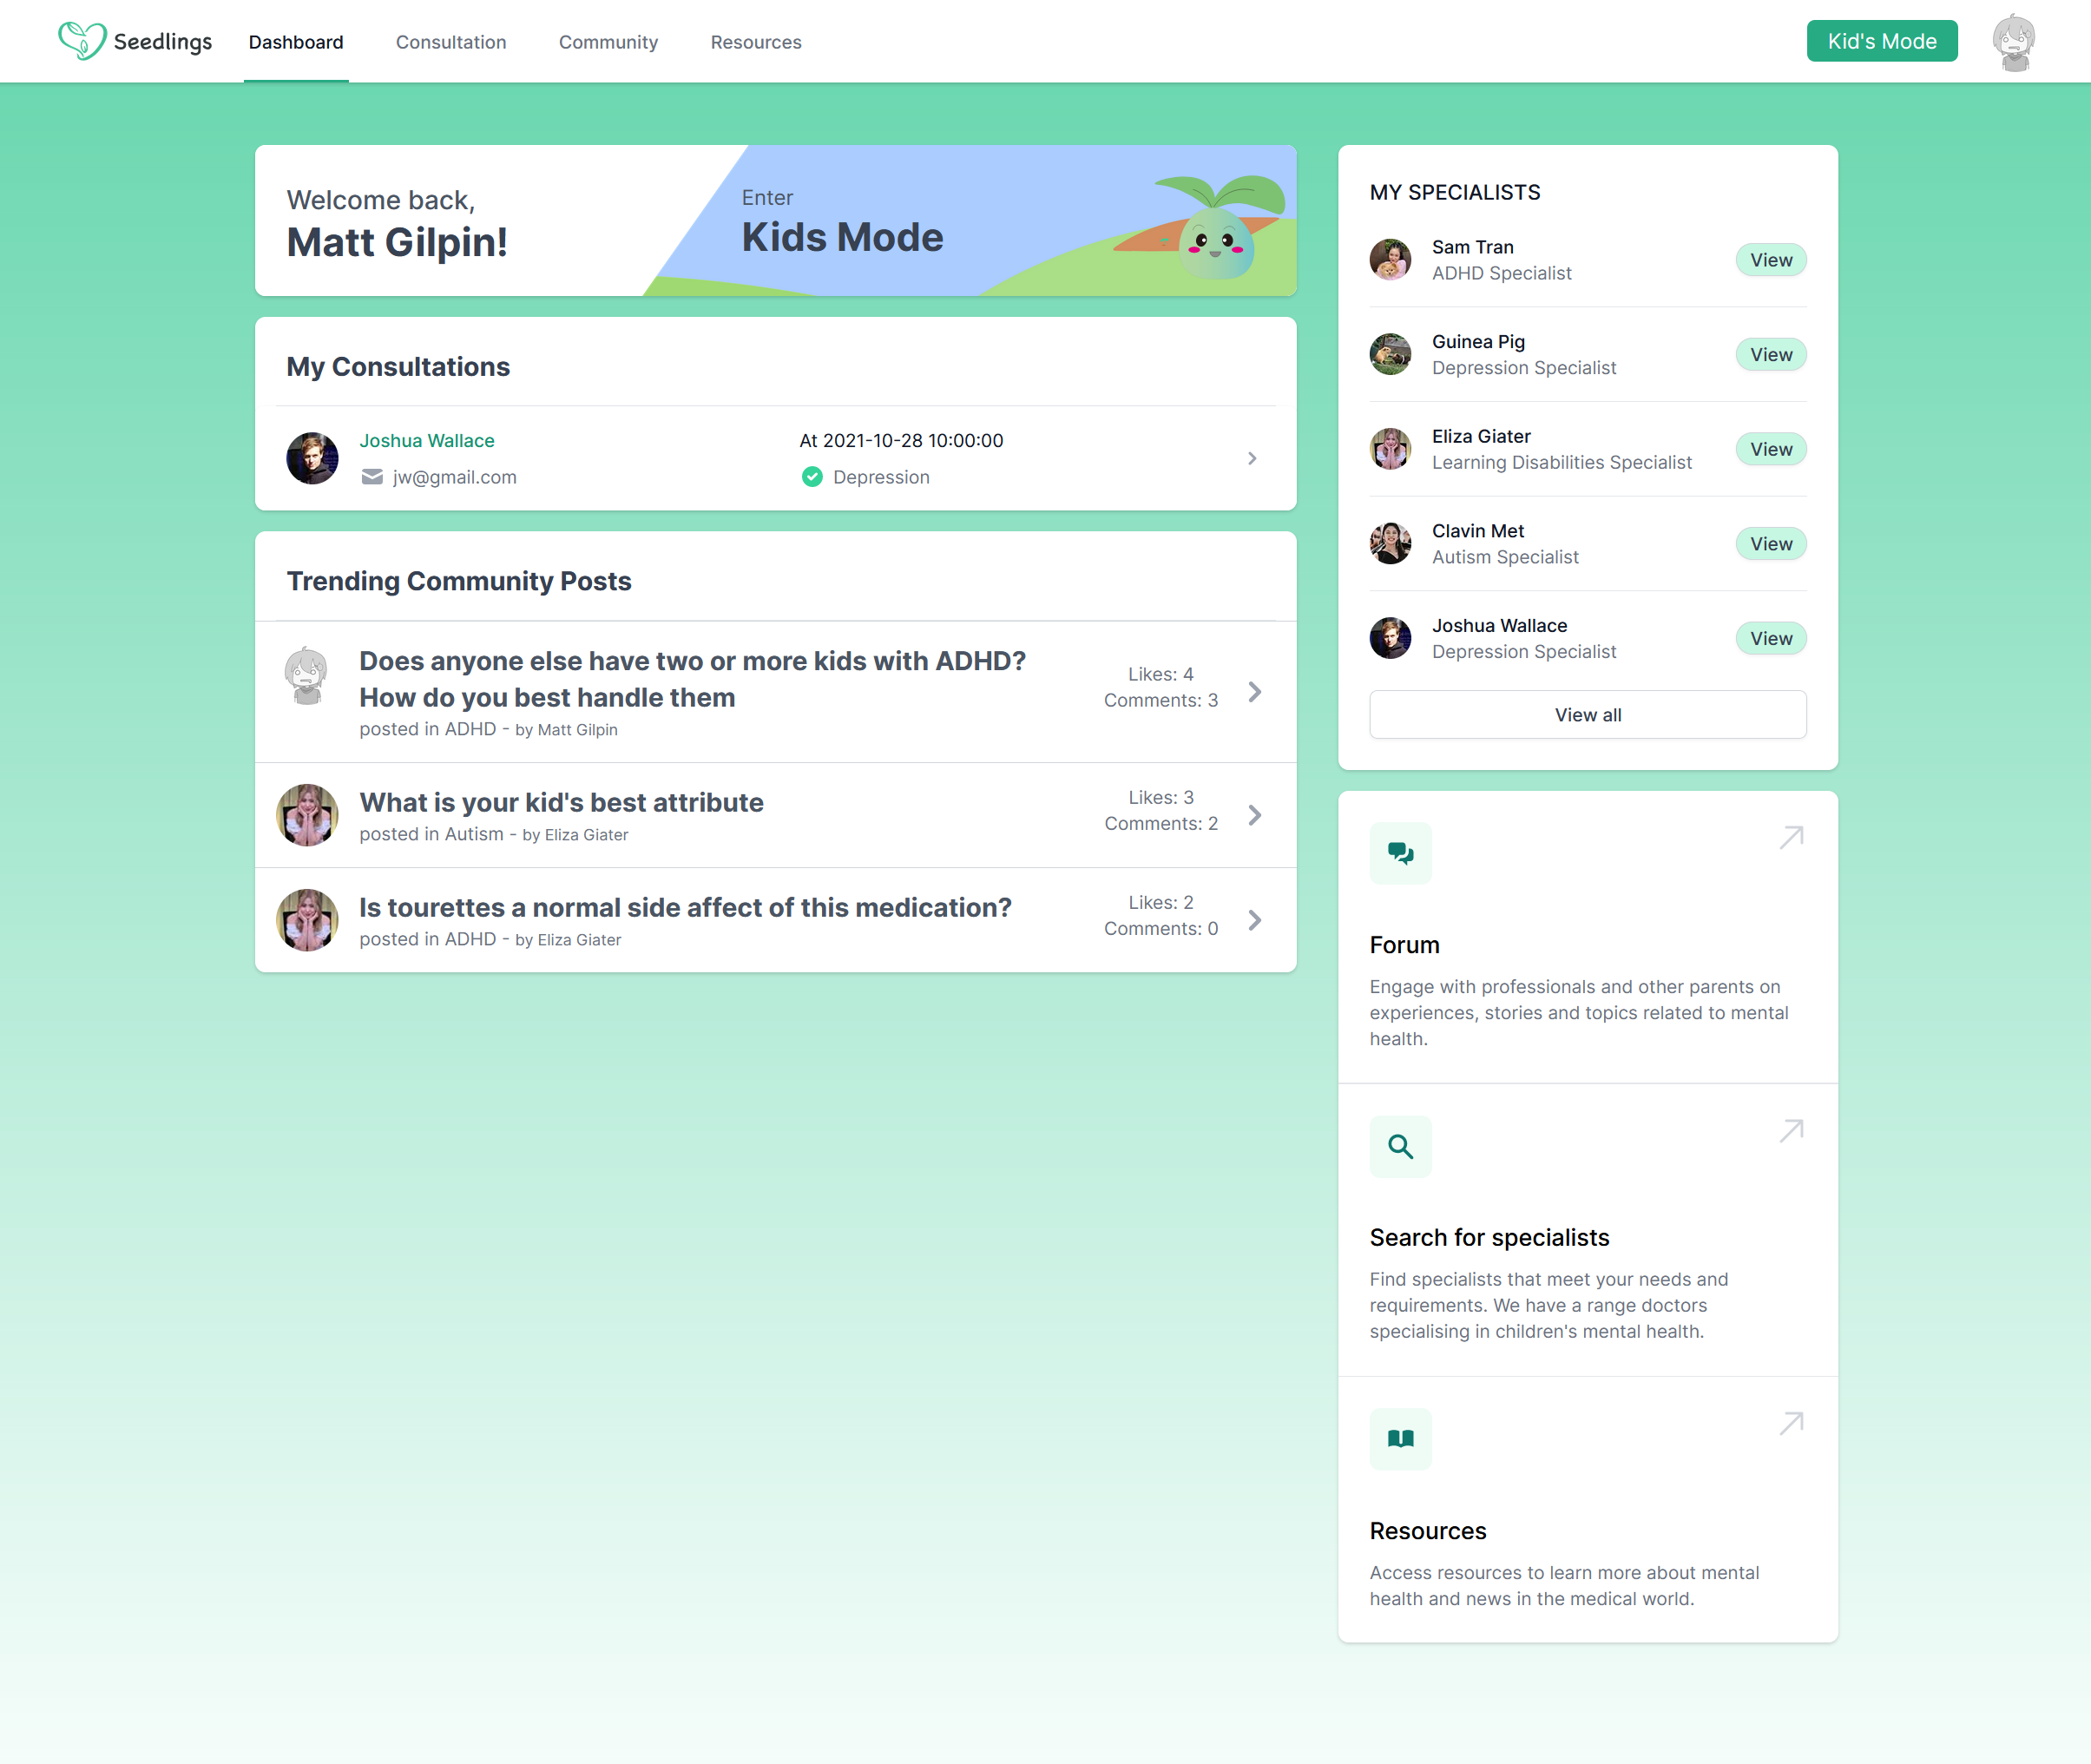 Seedlings
Dashboard
Consultation
Community
Resources
Kid's Mode
Welcome back,
Matt Gilpin!
Enter
Kids Mode
My Consultations
Joshua Wallace
jw@gmail.com
At 2021-10-28 10:00:00
Depression
Trending Community Posts
Does anyone else have two or more kids with ADHD?
How do you best handle them
posted in ADHD - by Matt Gilpin
Likes: 4
Comments: 3
What is your kid's best attribute
posted in Autism - by Eliza Giater
Likes: 3
Comments: 2
Is tourettes a normal side affect of this medication?
posted in ADHD - by Eliza Giater
Likes: 2
Comments: 0
MY SPECIALISTS
Sam Tran
ADHD Specialist
View
Guinea Pig
Depression Specialist
View
Eliza Giater
Learning Disabilities Specialist
View
Clavin Met
Autism Specialist
View
Joshua Wallace
Depression Specialist
View
View all
Forum
Engage with professionals and other parents on
experiences, stories and topics related to mental
health.
Search for specialists
Find specialists that meet your needs and
requirements. We have a range doctors
specialising in children's mental health.
Resources
Access resources to learn more about mental
health and news in the medical world.